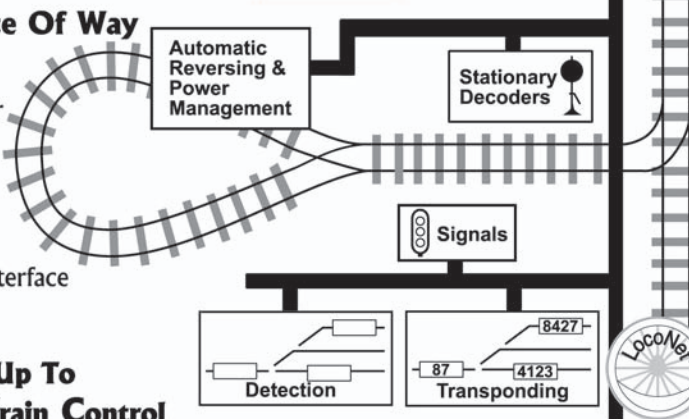 ce Of Way
Automatic
Reversing &
Power
Management
Stationary
Decoders
Signals
terface
8427
87
4123
Detection
Transponding
LocoNet
Up To
rain Control